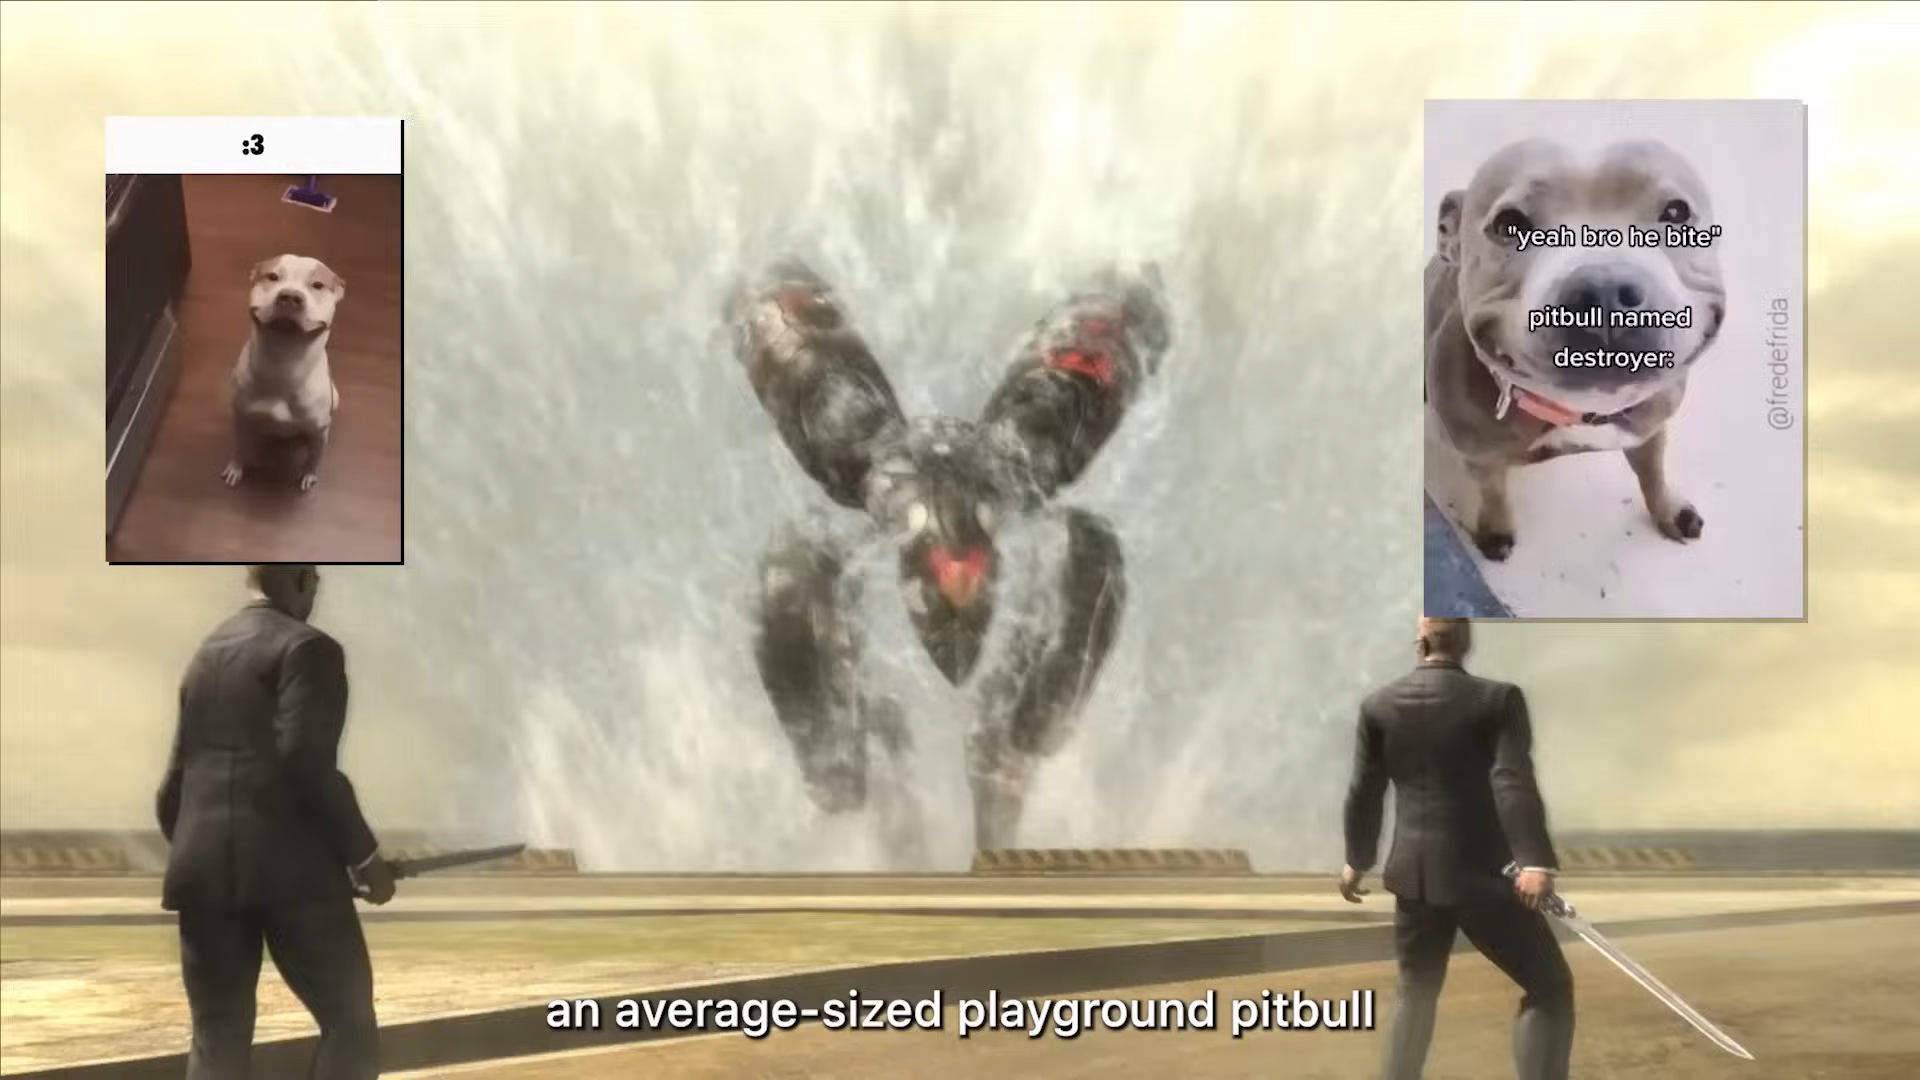 :3
"yeah bro he bite"
pitbull named
destroyer:
@fredefrida
an average-sized playground pitbull